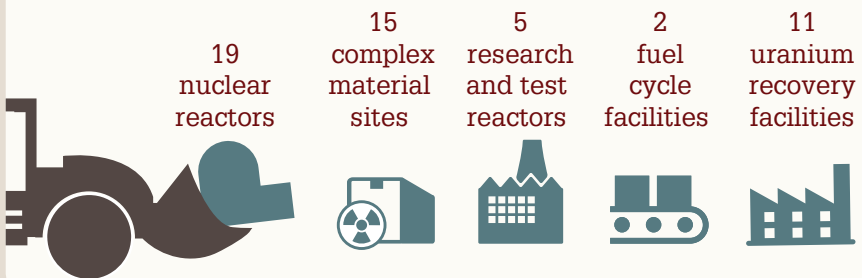 19
nuclear
reactors
15
complex
material
sites
5
research
and test
reactors
2
fuel
cycle
facilities
11
uranium
recovery
facilities